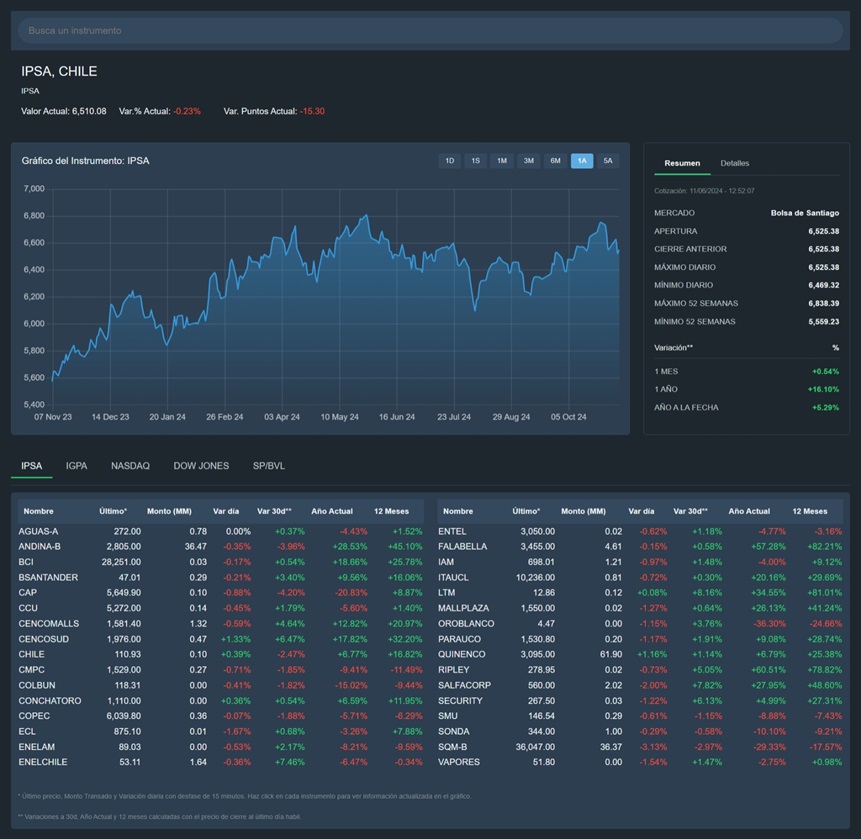 Busca un instrumento
IPSA, CHILE
IPSA
Valor Actual: 6,510.08 Var.% Actual: -0.23% Var. Puntos Actual: -15.30
Gráfico del Instrumento: IPSA
1D 1S 1M 3M 6M 1A 5A
7,000
6,800
6,600
6,400
6,200
6,000
5,800
5,600
5,400
07 Nov 23 14 Dec 23 20 Jan 24 26 Feb 24 03 Apr 24 10 May 24 16 Jun 24 23 Jul 24 29 Aug 24 05 Oct 24
Resumen Detalles
Cotización: 11/06/2024 - 12:52:07
MERCADO Bolsa de Santiago
APERTURA 6,525.38
CIERRE ANTERIOR 6,525.38
MÁXIMO DIARIO 6,525.38
MÍNIMO DIARIO 6,469.32
MÁXIMO 52 SEMANAS 6,838.39
MÍNIMO 52 SEMANAS 5,559.23
Variación** %
1 MES +0.54%
1 AÑO +16.10%
AÑO A LA FECHA +5.29%
IPSA IGPA NASDAQ DOW JONES SP/BVL
Nombre Último* Monto (MM) Var día Var 30d** Año Actual 12 Meses
AGUAS-A 272.00 0.78 0.00% +0.37% -4.43% +1.52%
ANDINA-B 2,805.00 36.47 -0.35% -3.96% +28.53% +45.10%
BCI 28,251.00 0.03 -0.17% +0.54% +18.66% +25.78%
BSANTANDER 47.01 0.29 -0.21% +3.40% +9.56% +16.06%
CAP 5,649.90 0.10 -0.88% -4.20% -20.83% +8.87%
CCU 5,272.00 0.14 -0.45% +1.79% -5.60% +1.40%
CENCOMALLS 1,581.40 1.32 -0.59% +4.64% +12.82% +20.97%
CENCOSUD 1,976.00 0.47 +1.33% +6.47% +17.82% +32.20%
CHILE 110.93 0.10 +0.39% -2.47% +6.77% +16.82%
CMPC 1,529.00 0.27 -0.71% -1.85% -9.41% -11.49%
COLBUN 118.31 0.00 -0.41% -1.82% -15.02% -9.44%
CONCHATORO 1,110.00 0.00 +0.36% +0.54% +6.59% +11.95%
COPEC 6,039.80 0.36 -0.07% -1.88% -5.71% -6.29%
ECL 875.10 0.01 -1.67% +0.68% -3.26% +7.88%
ENELAM 89.03 0.00 -0.53% +2.17% -8.21% -9.59%
ENELCHILE 53.11 1.64 -0.36% +7.46% -6.47% -0.34%
Nombre Último* Monto (MM) Var día Var 30d** Año Actual 12 Meses
ENTEL 3,050.00 0.02 -0.62% +1.18% -4.77% -3.16%
FALABELLA 3,455.00 4.61 -0.15% +0.58% +57.28% +82.21%
IAM 698.01 1.21 -0.97% +1.48% -4.00% +9.12%
ITAUCL 10,236.00 0.81 -0.72% +0.30% +20.16% +29.69%
LTM 12.86 0.12 +0.08% +8.16% +34.55% +81.01%
MALLPLAZA 1,550.00 0.02 -1.27% +0.64% +26.13% +41.24%
OROBLANCO 4.47 0.00 -1.15% +3.76% -36.30% -24.66%
PARAUCO 1,530.80 0.20 -1.17% +1.91% +9.08% +28.74%
QUINENCO 3,095.00 61.90 +1.16% +1.14% +6.79% +25.38%
RIPLEY 278.95 0.02 -0.73% +5.05% +60.51% +78.82%
SALFACORP 560.00 2.02 -2.00% +7.82% +27.95% +48.60%
SECURITY 267.50 0.03 -1.22% +6.13% +4.99% +27.31%
SMU 146.54 0.29 -0.61% -1.15% -8.88% -7.43%
SONDA 344.00 1.00 -0.29% -0.58% -10.10% -9.21%
SQM-B 36,047.00 36.37 -3.13% -2.97% -29.33% -17.57%
VAPORES 51.80 0.00 -1.54% +1.47% -2.75% +0.98%
* Último precio, Monto Transado y Variación diaria con desfase de 15 minutos. Haz click en cada instrumento para ver información actualizada en el gráfico.
** Variaciones a 30d, Año Actual y 12 meses calculadas con el precio de cierre al último día hábil.